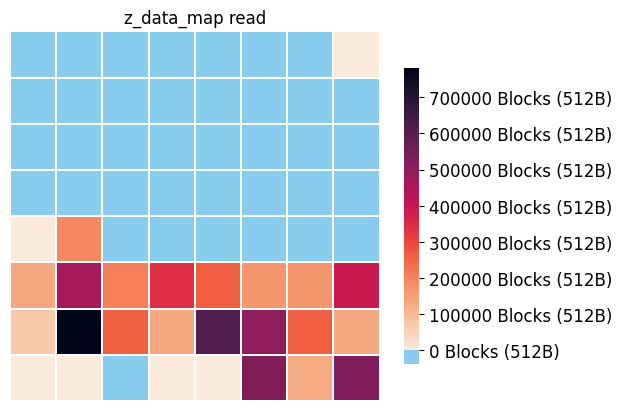 z_data_map read
700000 Blocks (512B)
600000 Blocks (512B)
500000 Blocks (512B)
400000 Blocks (512B)
300000 Blocks (512B)
200000 Blocks (512B)
100000 Blocks (512B)
0 Blocks (512B)